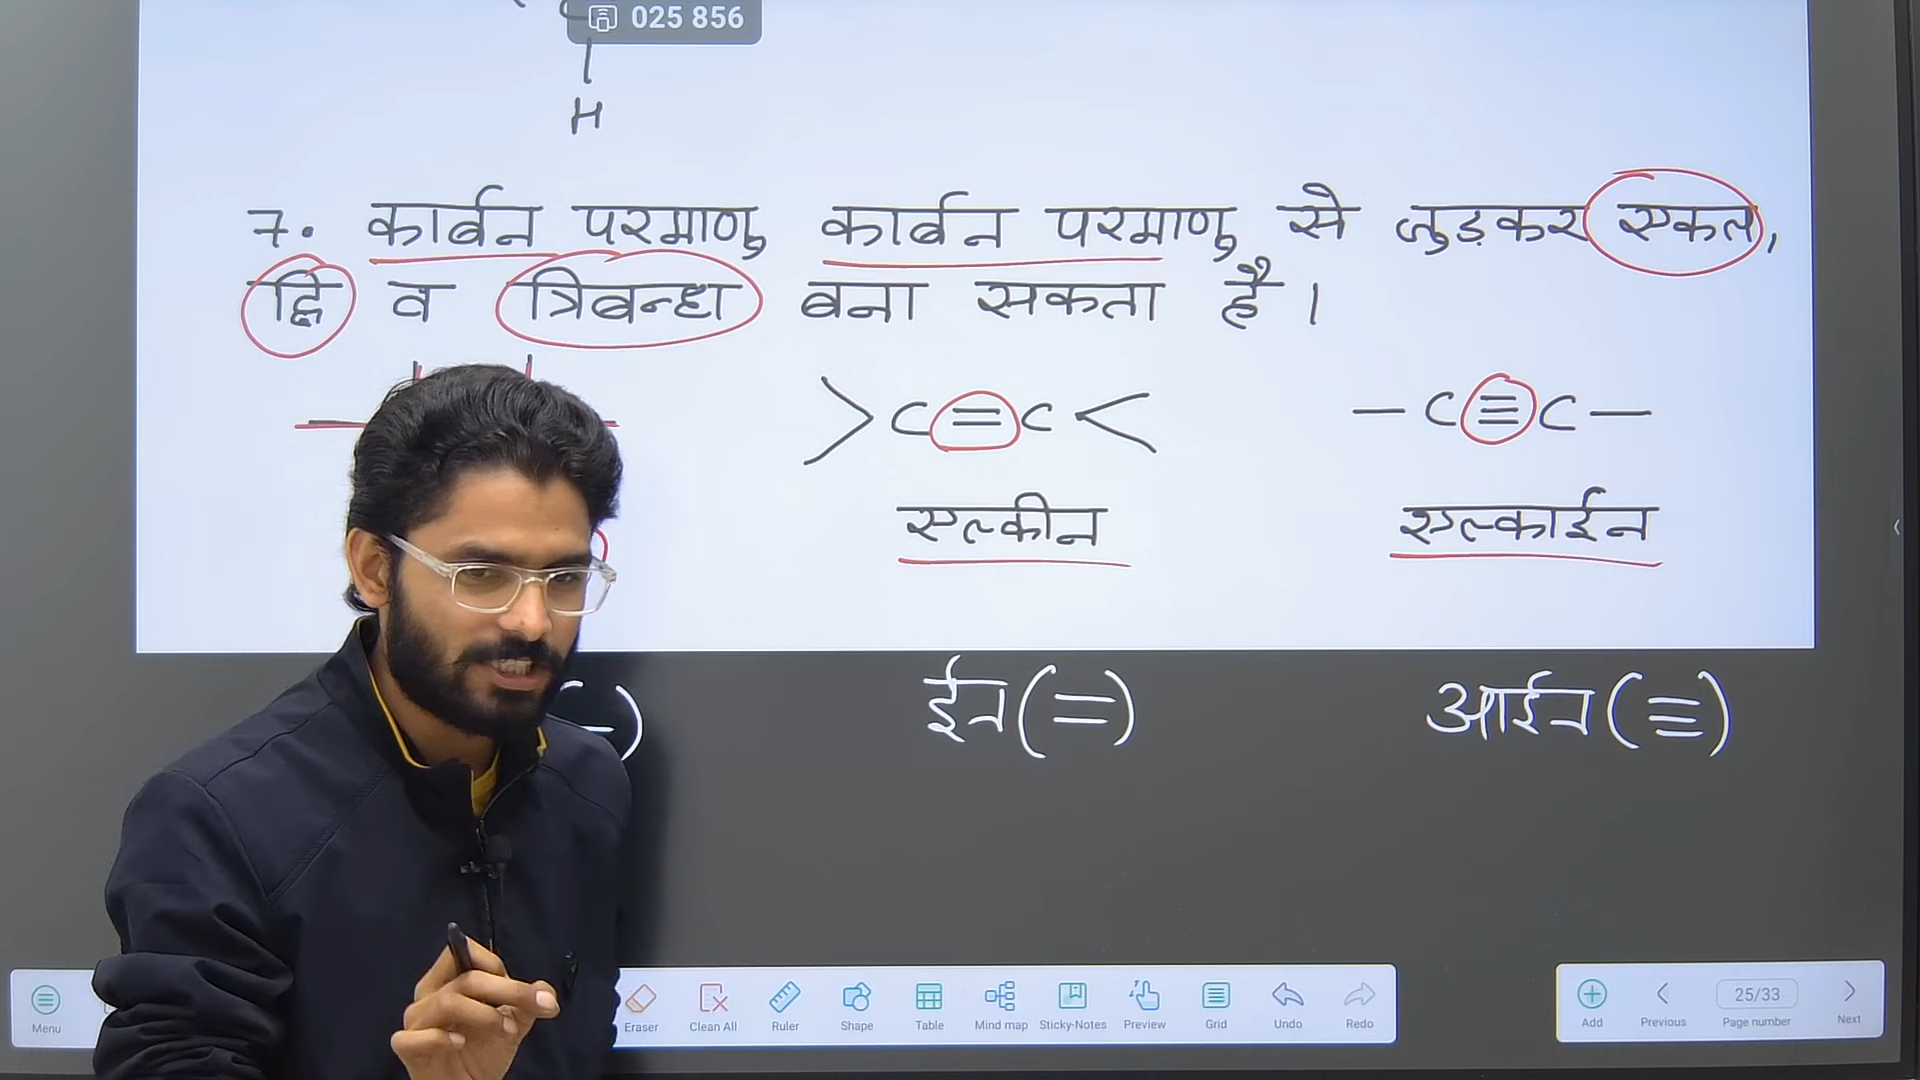 025 856
H
7. कार्बन परमाणु कार्बन परमाणु से जुड़कर एकल,
द्वि व त्रिबन्ध बना सकता है।
>C=C< —C≡C—
एल्कीन एल्काईन
–) ईन (=) आईन (≡)
Menu Eraser Clean All Ruler Shape Table Mind map Sticky-Notes Preview Grid Undo Redo Add Previous 25/33 Page number Next